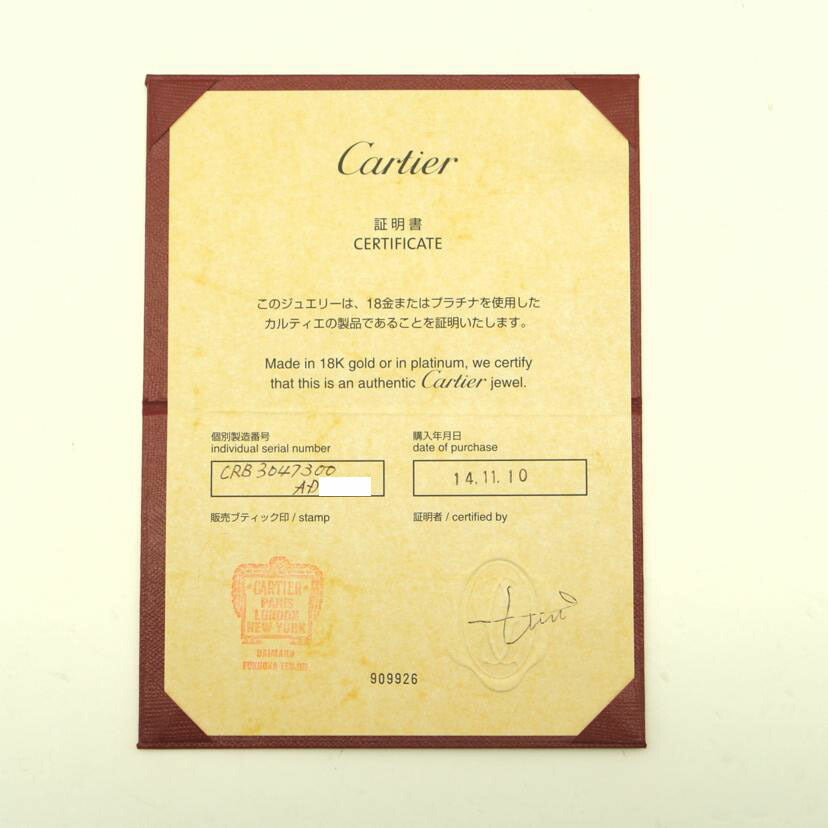 Cartier
証明書
CERTIFICATE
このジュエリーは、18金またはプラチナを使用した
カルティエの製品であることを証明いたします。
Made in 18K gold or in platinum, we certify
that this is an authentic Cartier jewel.
個別製造番号
individual serial number
CRB3047300
AD
購入年月日
date of purchase
14.11.10
販売ブティック印 / stamp
証明者 / certified by
CARTIER
PARIS
LONDON
NEW YORK
DAIMARU
FUKUOKA TENJIN
909926